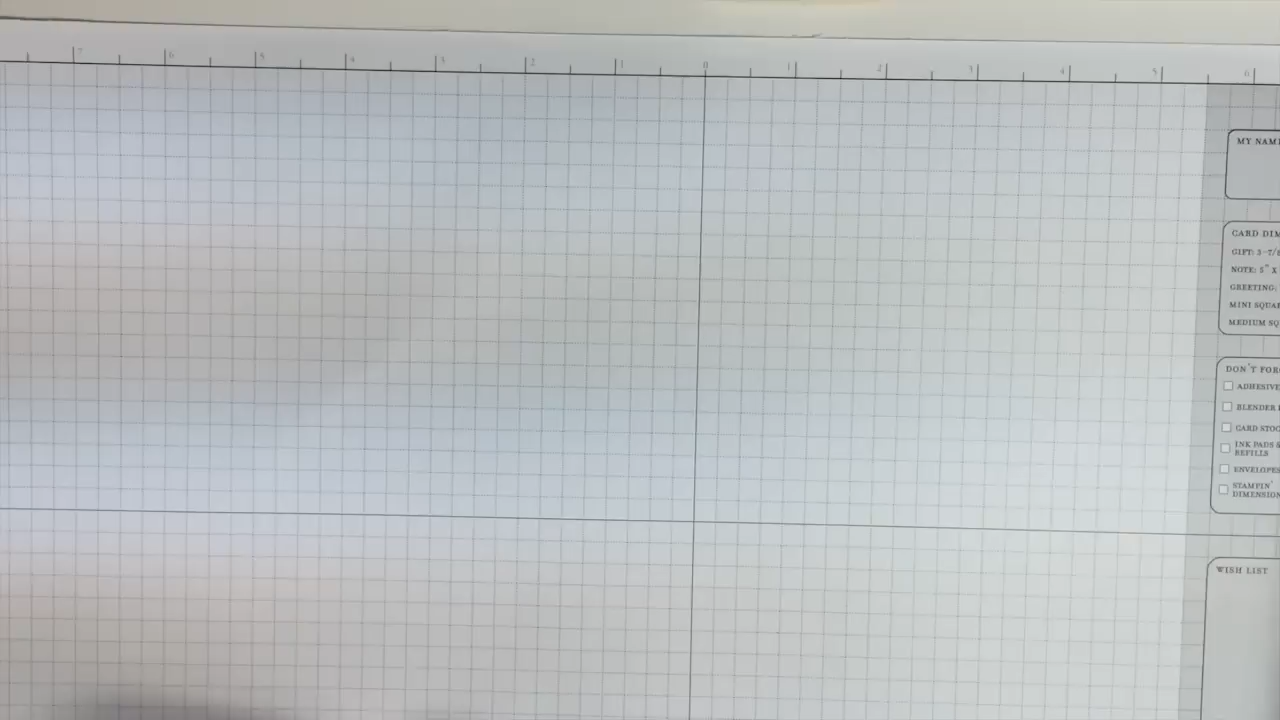 7 6 5 4 3 2 1 0 1 2 3 4 5 6
MY NAM
CARD DIM
GIFT: 3-7/8
NOTE: 5" X
GREETING:
MINI SQUA
MEDIUM SQ
DON'T FOR
ADHESIVE
BLENDER
CARD STOC
INK PADS &
REFILLS
ENVELOPES
STAMPIN'
DIMENSION
WISH LIST